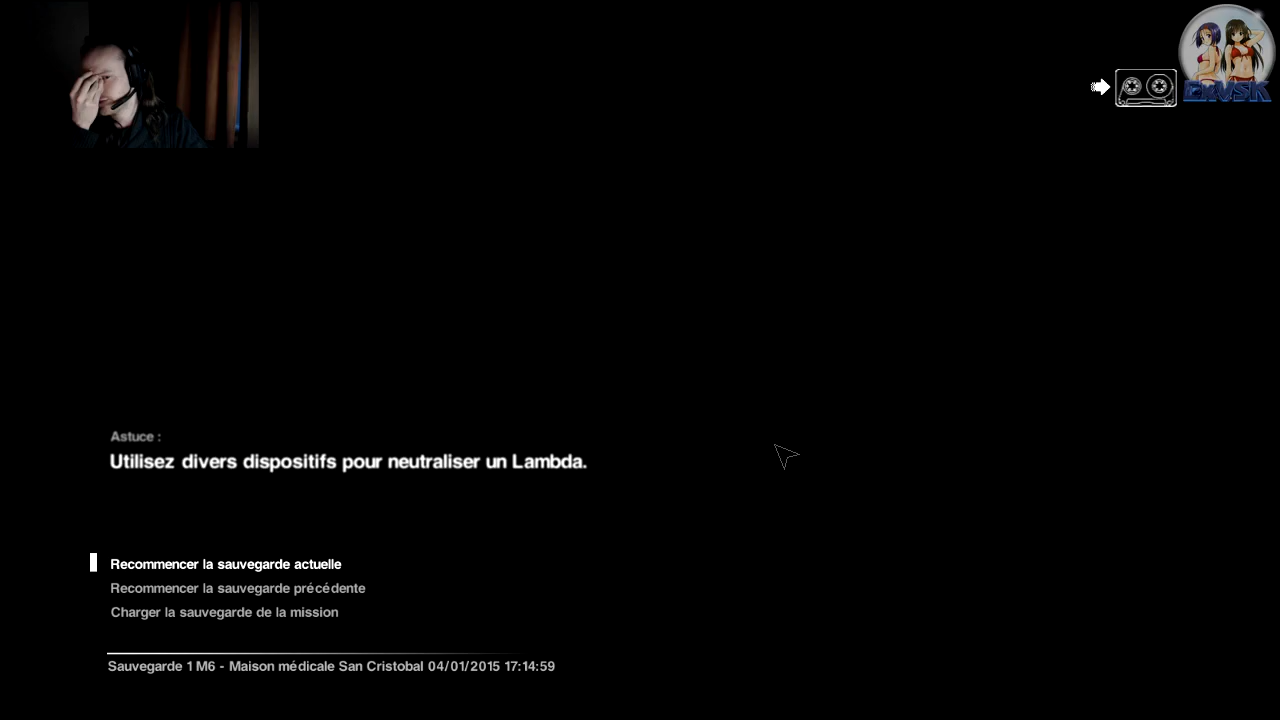 EXVSK
Astuce :
Utilisez divers dispositifs pour neutraliser un Lambda.
Recommencer la sauvegarde actuelle
Recommencer la sauvegarde précédente
Charger la sauvegarde de la mission
Sauvegarde 1 M6 - Maison médicale San Cristobal 04/01/2015 17:14:59